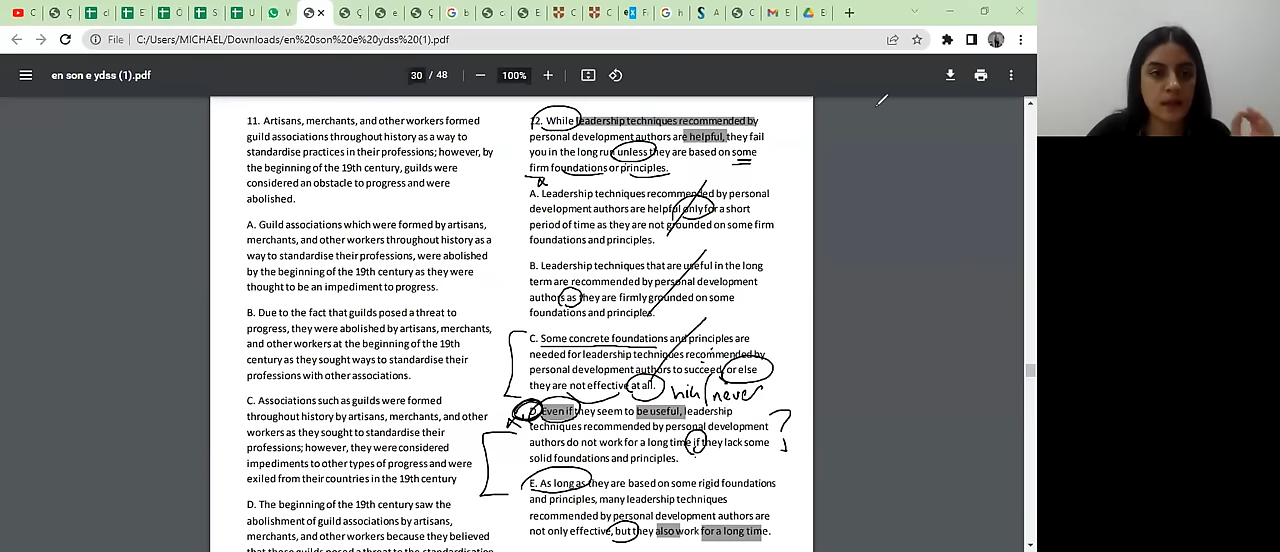 File
C:/Users/MICHAEL/Downloads/en%20son%20e%20ydss%20(1).pdf
en son e ydss (1).pdf
30 / 48
100%
11. Artisans, merchants, and other workers formed
guild associations throughout history as a way to
standardise practices in their professions; however, by
the beginning of the 19th century, guilds were
considered an obstacle to progress and were
abolished.
A. Guild associations which were formed by artisans,
merchants, and other workers throughout history as a
way to standardise their professions, were abolished
by the beginning of the 19th century as they were
thought to be an impediment to progress.
B. Due to the fact that guilds posed a threat to
progress, they were abolished by artisans, merchants,
and other workers at the beginning of the 19th
century as they sought ways to standardise their
professions with other associations.
C. Associations such as guilds were formed
throughout history by artisans, merchants, and other
workers as they sought to standardise their
professions; however, they were considered
impediments to other types of progress and were
exiled from their countries in the 19th century
D. The beginning of the 19th century saw the
abolishment of guild associations by artisans,
merchants, and other workers because they believed
that these guilds posed a threat to the standardisation
12. While leadership techniques recommended by
personal development authors are helpful, they fail
you in the long run unless they are based on some
firm foundations or principles.
A. Leadership techniques recommended by personal
development authors are helpful only for a short
period of time as they are not grounded on some firm
foundations and principles.
B. Leadership techniques that are useful in the long
term are recommended by personal development
authors as they are firmly grounded on some
foundations and principles.
C. Some concrete foundations and principles are
needed for leadership techniques recommended by
personal development authors to succeed, or else
they are not effective at all.
never
D. Even if they seem to be useful, leadership
techniques recommended by personal development
authors do not work for a long time if they lack some
solid foundations and principles.
?
E. As long as they are based on some rigid foundations
and principles, many leadership techniques
recommended by personal development authors are
not only effective, but they also work for a long time.